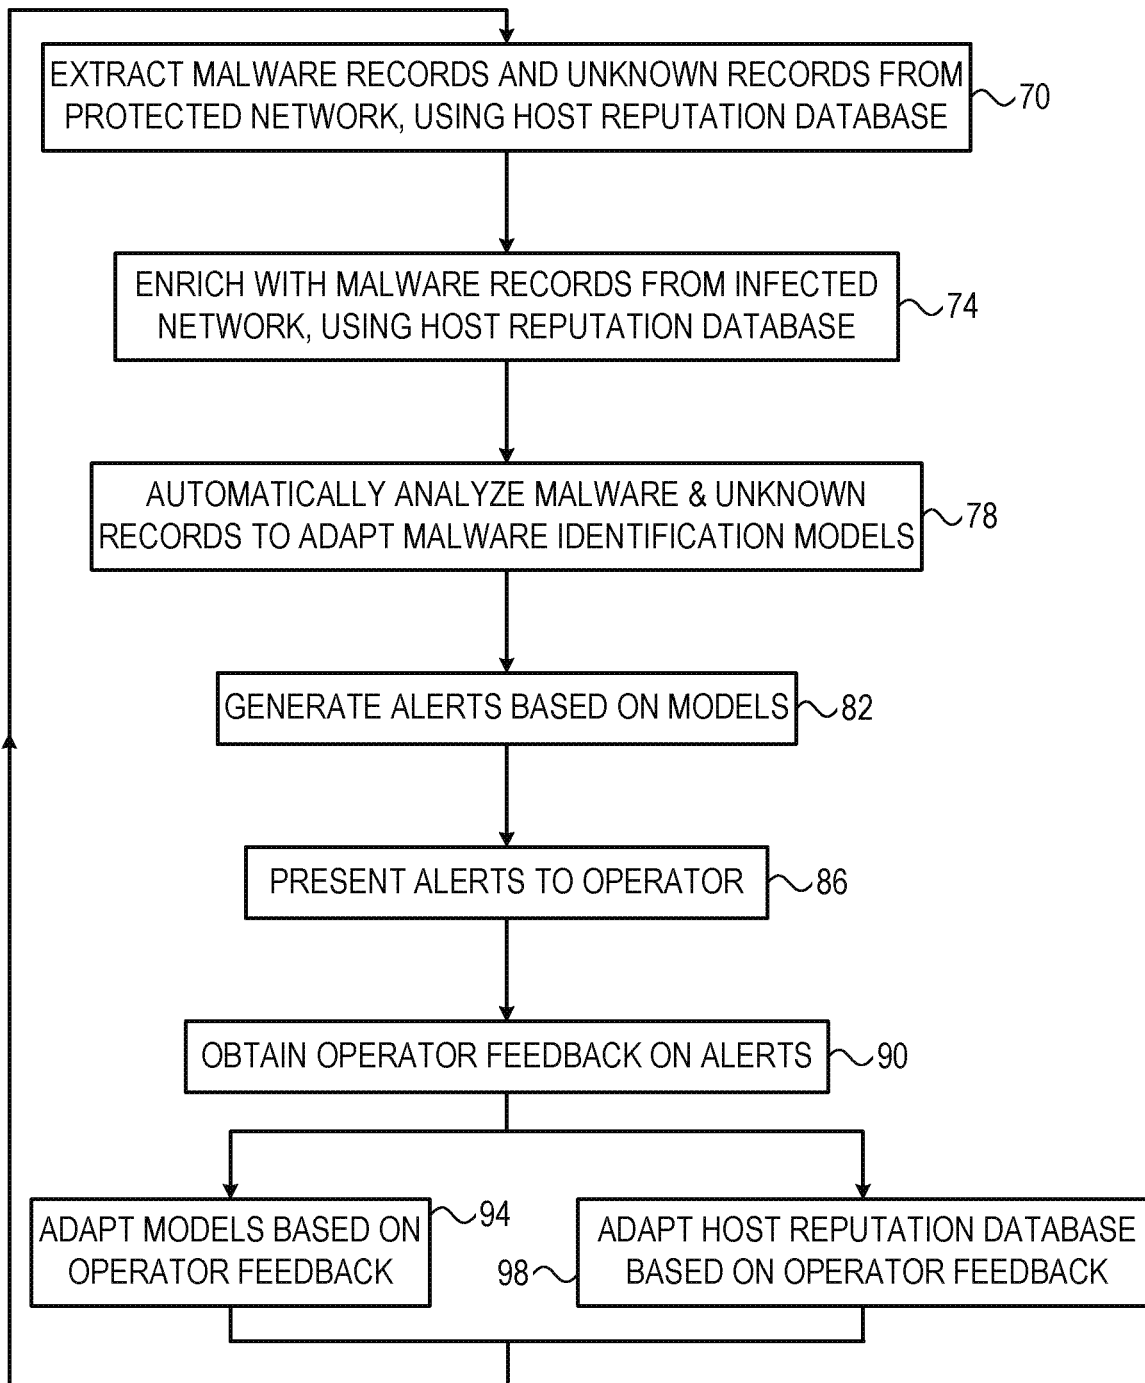 EXTRACT MALWARE RECORDS AND UNKNOWN RECORDS FROM
PROTECTED NETWORK, USING HOST REPUTATION DATABASE
70
ENRICH WITH MALWARE RECORDS FROM INFECTED
NETWORK, USING HOST REPUTATION DATABASE
74
AUTOMATICALLY ANALYZE MALWARE & UNKNOWN
RECORDS TO ADAPT MALWARE IDENTIFICATION MODELS
78
GENERATE ALERTS BASED ON MODELS
82
PRESENT ALERTS TO OPERATOR
86
OBTAIN OPERATOR FEEDBACK ON ALERTS
90
ADAPT MODELS BASED ON
OPERATOR FEEDBACK
94
ADAPT HOST REPUTATION DATABASE
BASED ON OPERATOR FEEDBACK
98